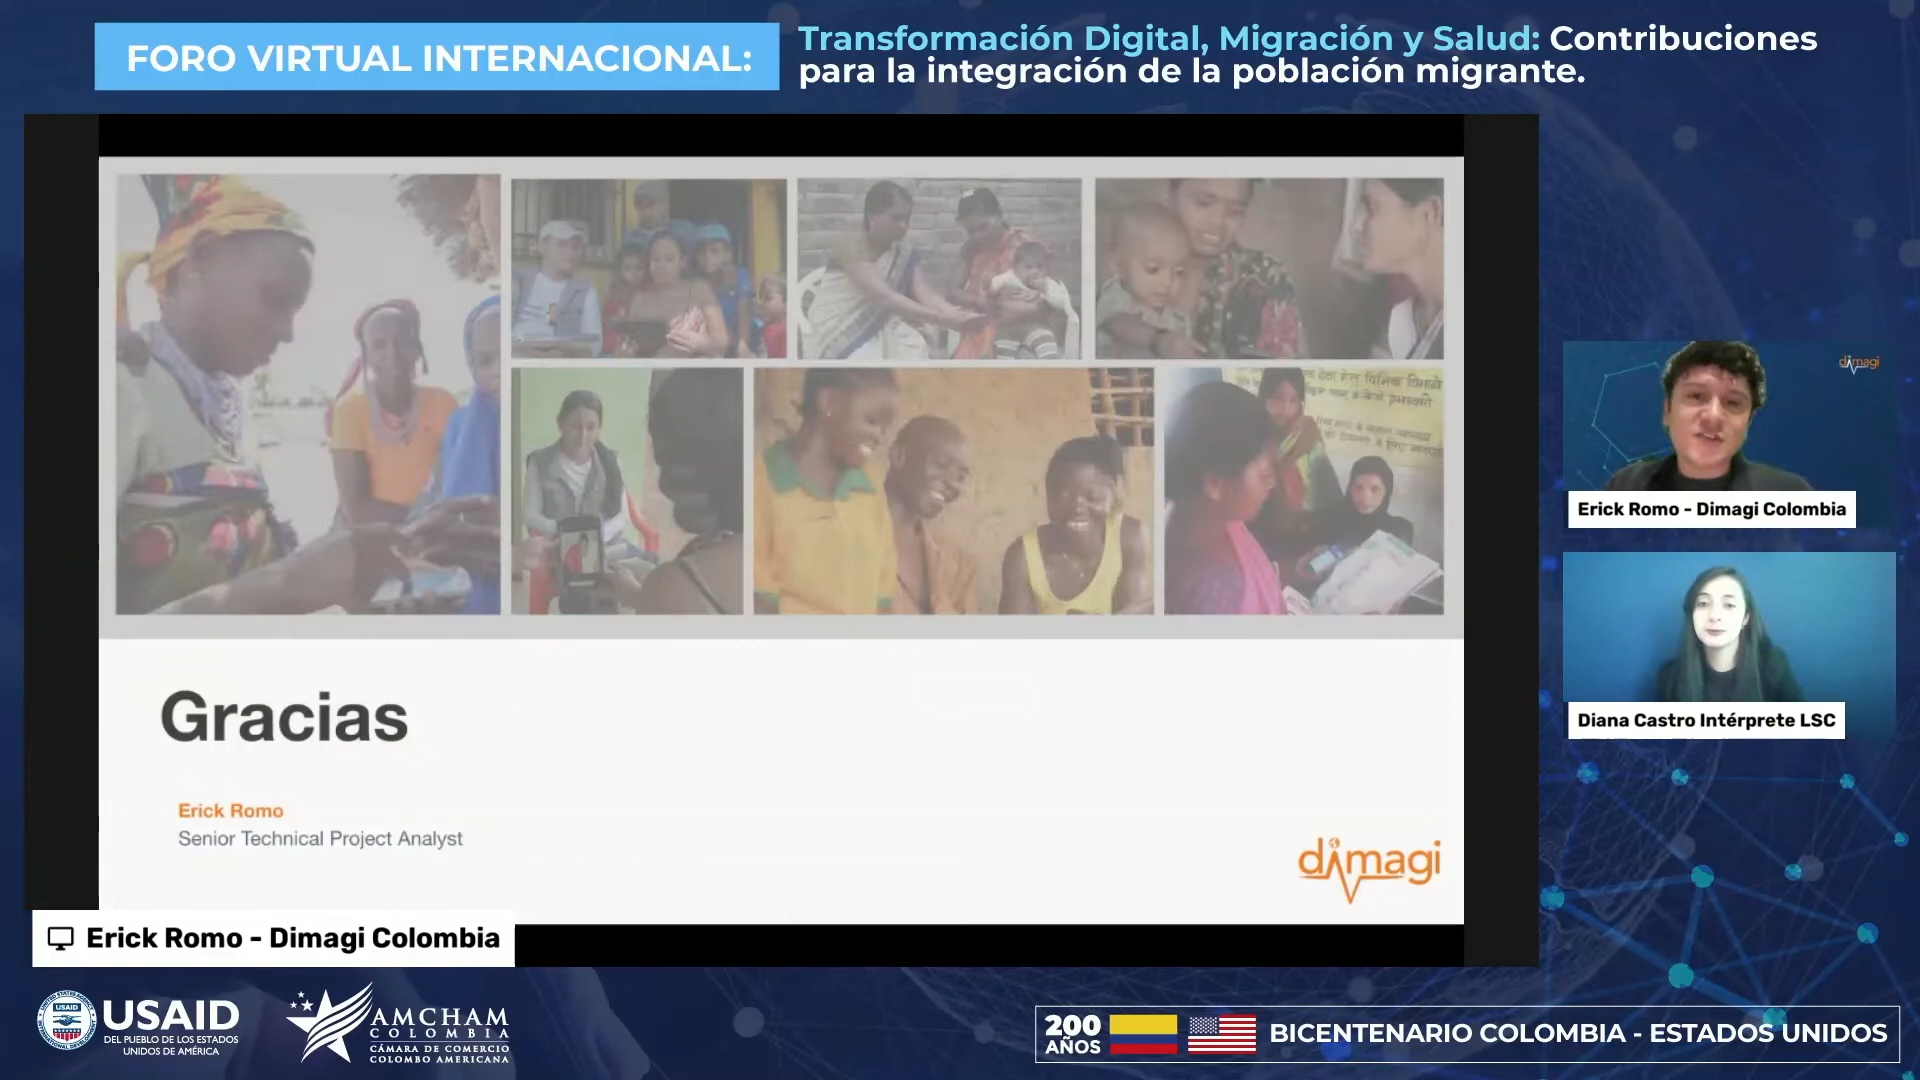 FORO VIRTUAL INTERNACIONAL:
Transformación Digital, Migración y Salud: Contribuciones
para la integración de la población migrante.
dimagi
Erick Romo - Dimagi Colombia
Diana Castro Intérprete LSC
Gracias
Erick Romo
Senior Technical Project Analyst
dimagi
Erick Romo - Dimagi Colombia
USAID
USAID
DEL PUEBLO DE LOS ESTADOS
UNIDOS DE AMÉRICA
AMCHAM
COLOMBIA
CÁMARA DE COMERCIO
COLOMBO AMERICANA
200
AÑOS
BICENTENARIO COLOMBIA - ESTADOS UNIDOS